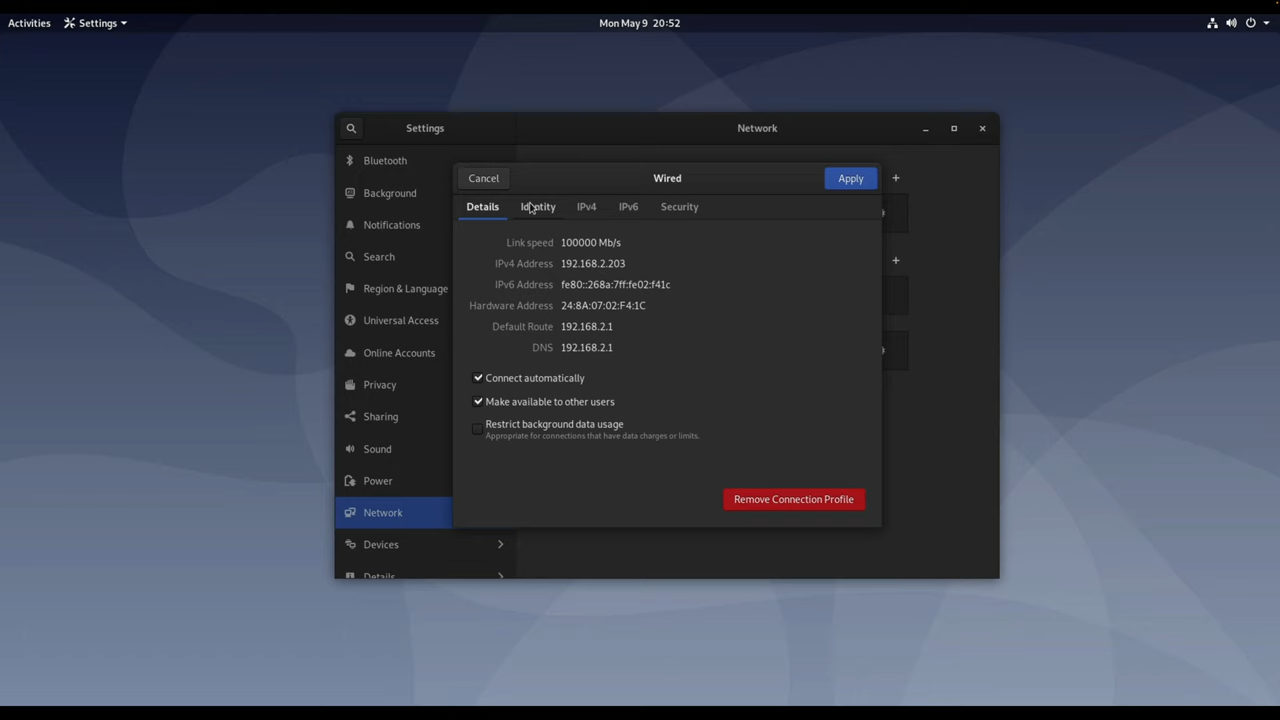 Activities Settings Mon May 9 20:52
Settings Network
Bluetooth
Background
Notifications
Search
Region & Language
Universal Access
Online Accounts
Privacy
Sharing
Sound
Power
Network
Devices
Details
Cancel Wired Apply
Details Identity IPv4 IPv6 Security
Link speed 100000 Mb/s
IPv4 Address 192.168.2.203
IPv6 Address fe80::268a:7ff:fe02:f41c
Hardware Address 24:8A:07:02:F4:1C
Default Route 192.168.2.1
DNS 192.168.2.1
Connect automatically
Make available to other users
Restrict background data usage
Appropriate for connections that have data charges or limits.
Remove Connection Profile